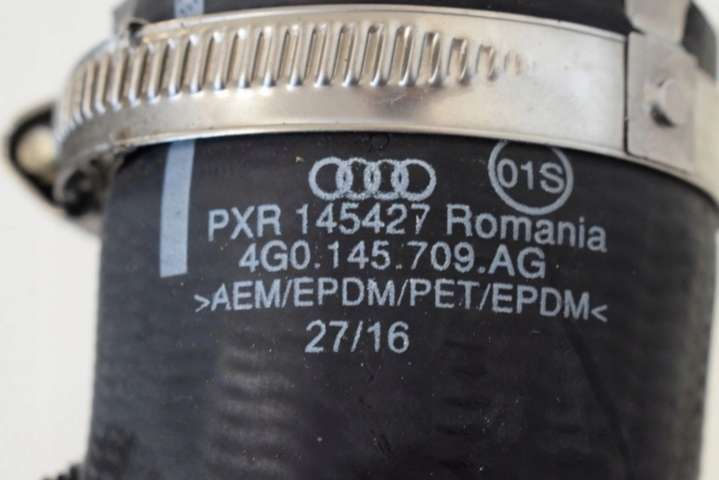 01S
PXR 145427 Romania
4G0.145.709.AG
>AEM/EPDM/PET/EPDM<
27/16